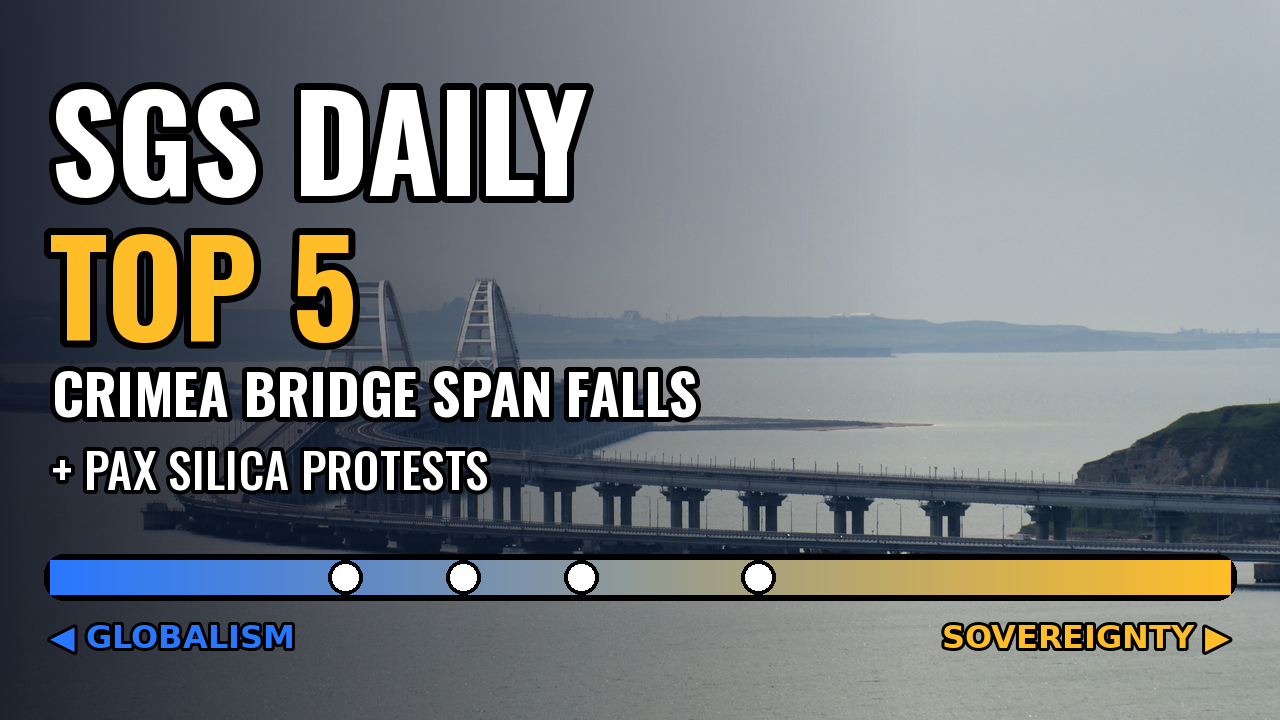 SGS DAILY
TOP 5
CRIMEA BRIDGE SPAN FALLS
+ PAX SILICA PROTESTS
◀ GLOBALISM
SOVEREIGNTY ▶